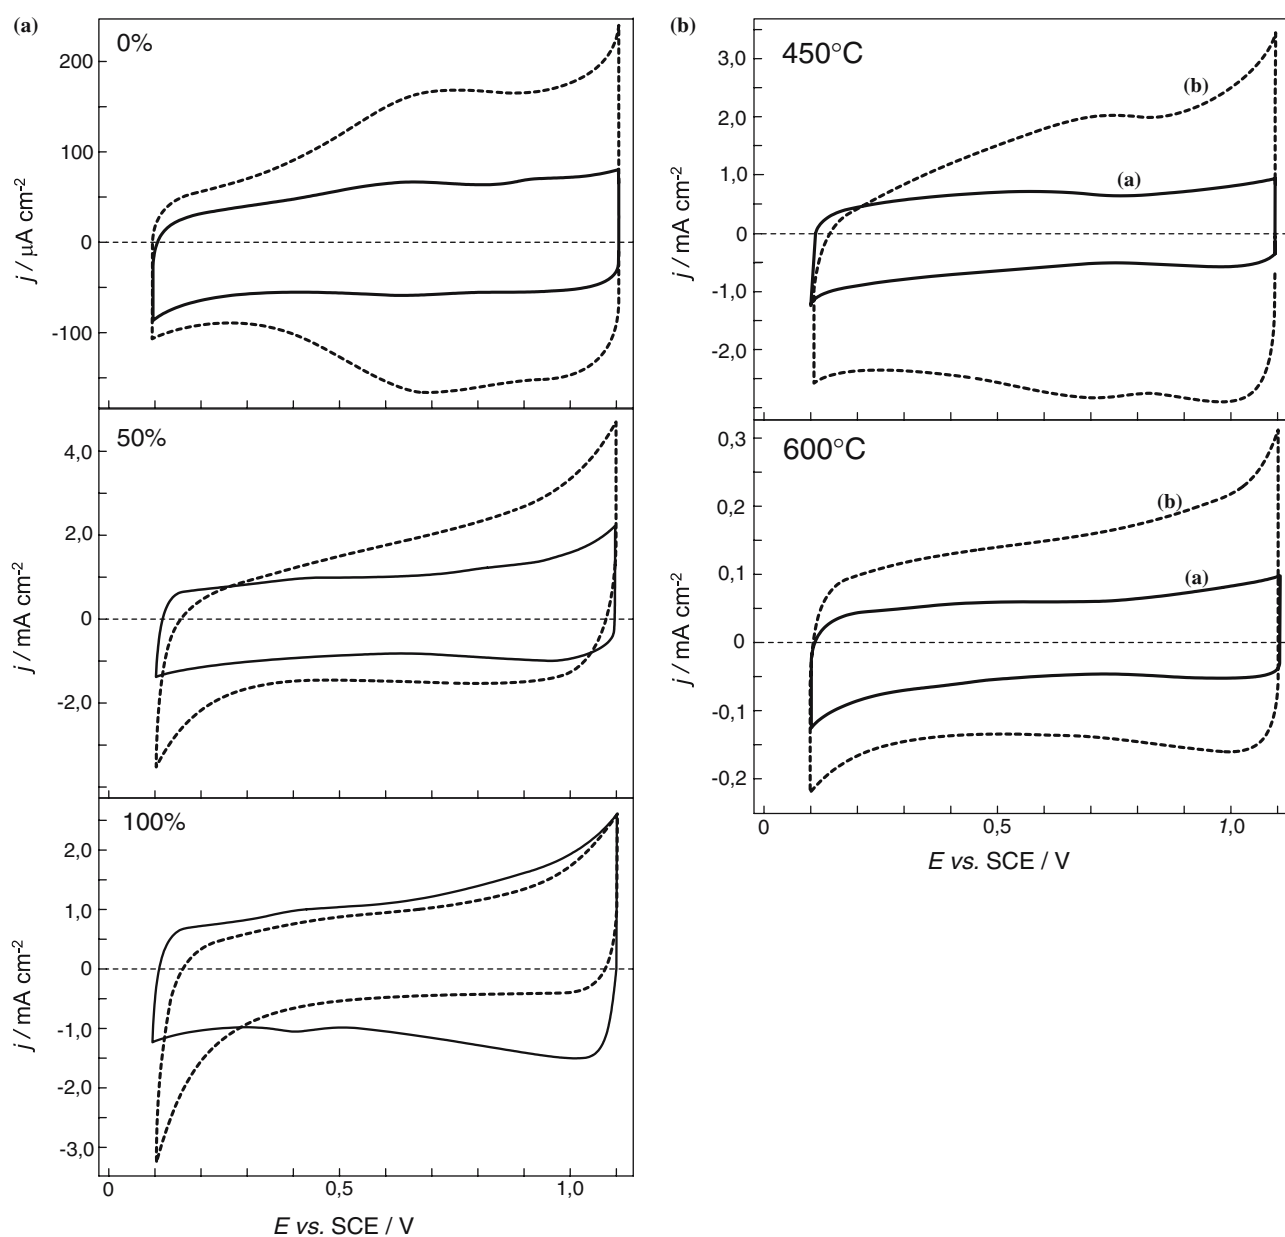 (a)
0%
200
100
0
-100
j / μA cm-2
50%
4,0
2,0
0
-2,0
j / mA cm-2
100%
2,0
1,0
0
-1,0
-2,0
-3,0
j / mA cm-2
0 0,5 1,0
E vs. SCE / V
(b)
450°C
3,0
2,0
1,0
0
-1,0
-2,0
j / mA cm-2
(b)
(a)
600°C
0,3
0,2
0,1
0
-0,1
-0,2
j / mA cm-2
(b)
(a)
0 0,5 1,0
E vs. SCE / V